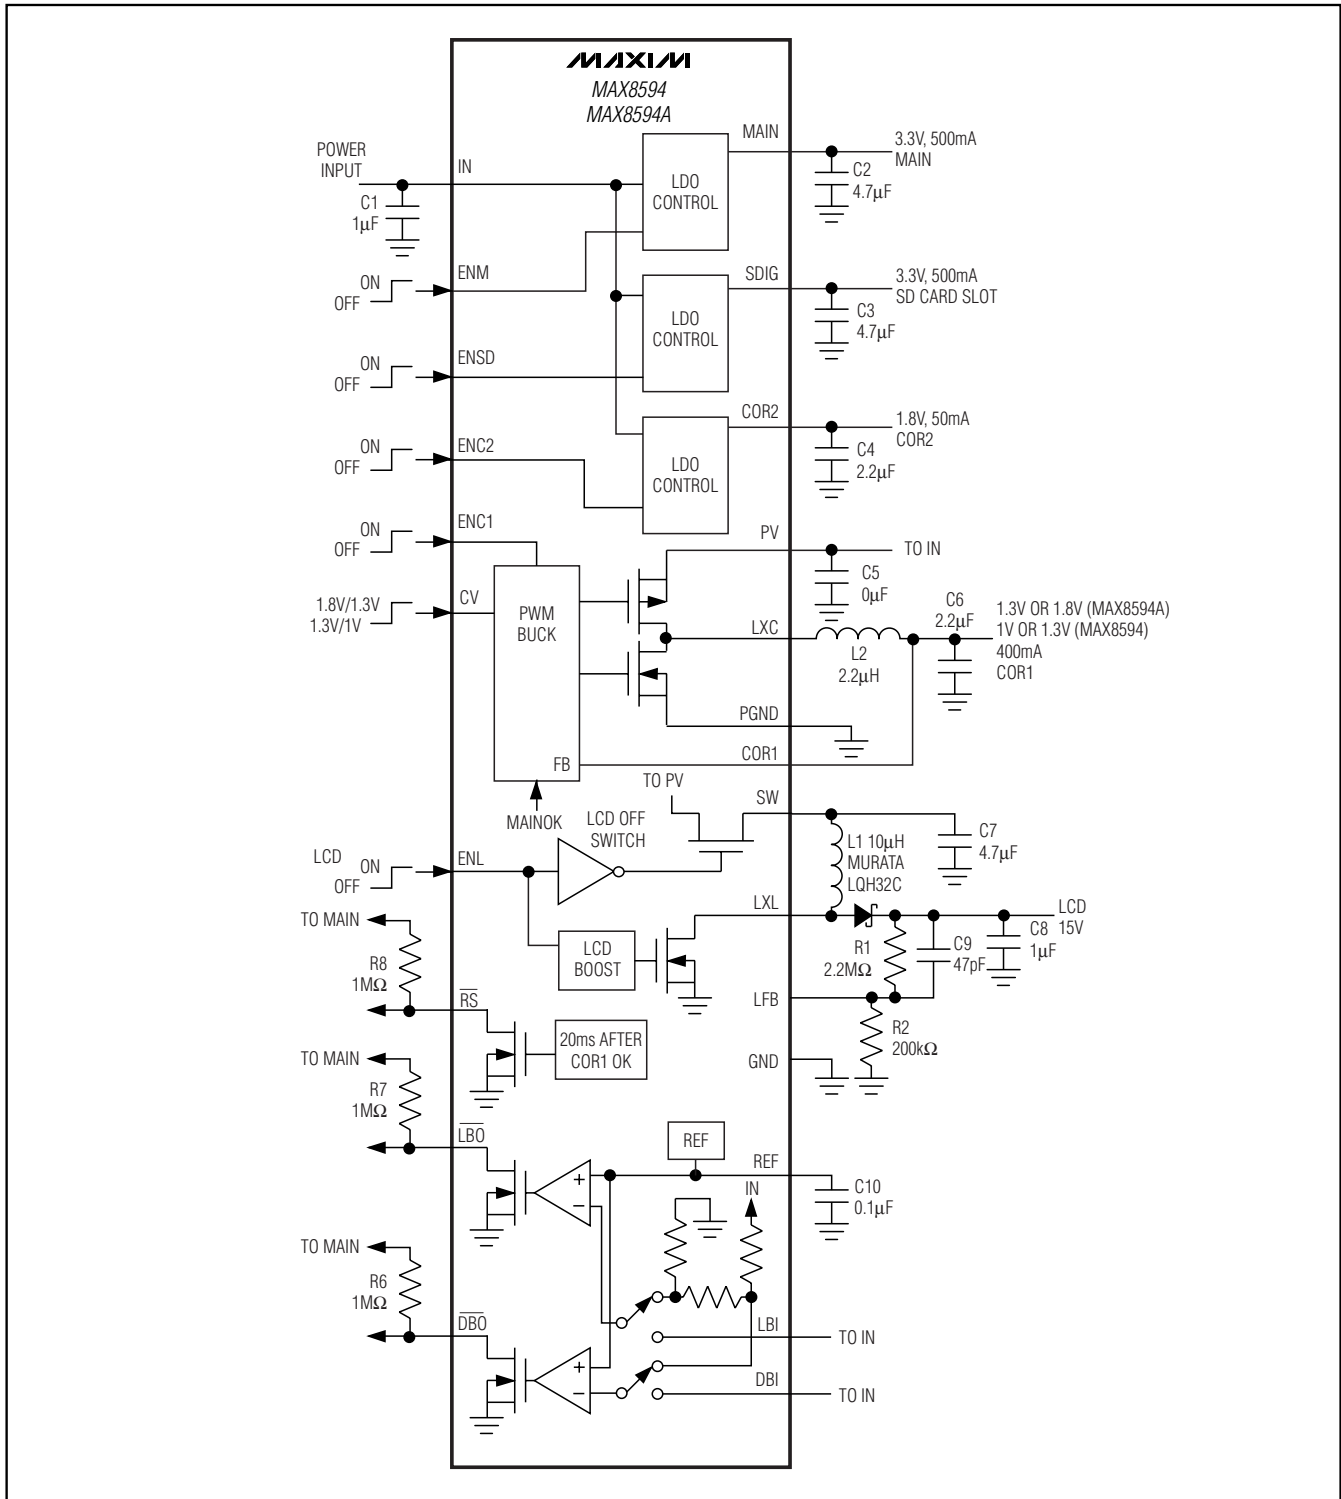 MAXIM
MAX8594
MAX8594A
POWER
INPUT
C1
1µF
IN
LDO
CONTROL
MAIN
3.3V, 500mA
MAIN
C2
4.7µF
ON
OFF
ENM
LDO
CONTROL
SDIG
3.3V, 500mA
SD CARD SLOT
C3
4.7µF
ON
OFF
ENSD
COR2
1.8V, 50mA
COR2
C4
2.2µF
ON
OFF
ENC2
LDO
CONTROL
ON
OFF
ENC1
PV
TO IN
C5
0µF
1.8V/1.3V
1.3V/1V
CV
PWM
BUCK
LXC
L2
2.2µH
C6
2.2µF
1.3V OR 1.8V (MAX8594A)
1V OR 1.3V (MAX8594)
400mA
COR1
PGND
FB
COR1
MAINOK
TO PV
SW
LCD OFF
SWITCH
L1 10µH
MURATA
LQH32C
C7
4.7µF
LCD
ON
OFF
ENL
LXL
LCD
15V
TO MAIN
R8
1MΩ
LCD
BOOST
R1
2.2MΩ
C9
47pF
C8
1µF
RS
LFB
R2
200kΩ
20ms AFTER
COR1 OK
GND
TO MAIN
R7
1MΩ
LBO
REF
REF
C10
0.1µF
+
−
IN
TO MAIN
R6
1MΩ
DBO
LBI
TO IN
+
−
DBI
TO IN